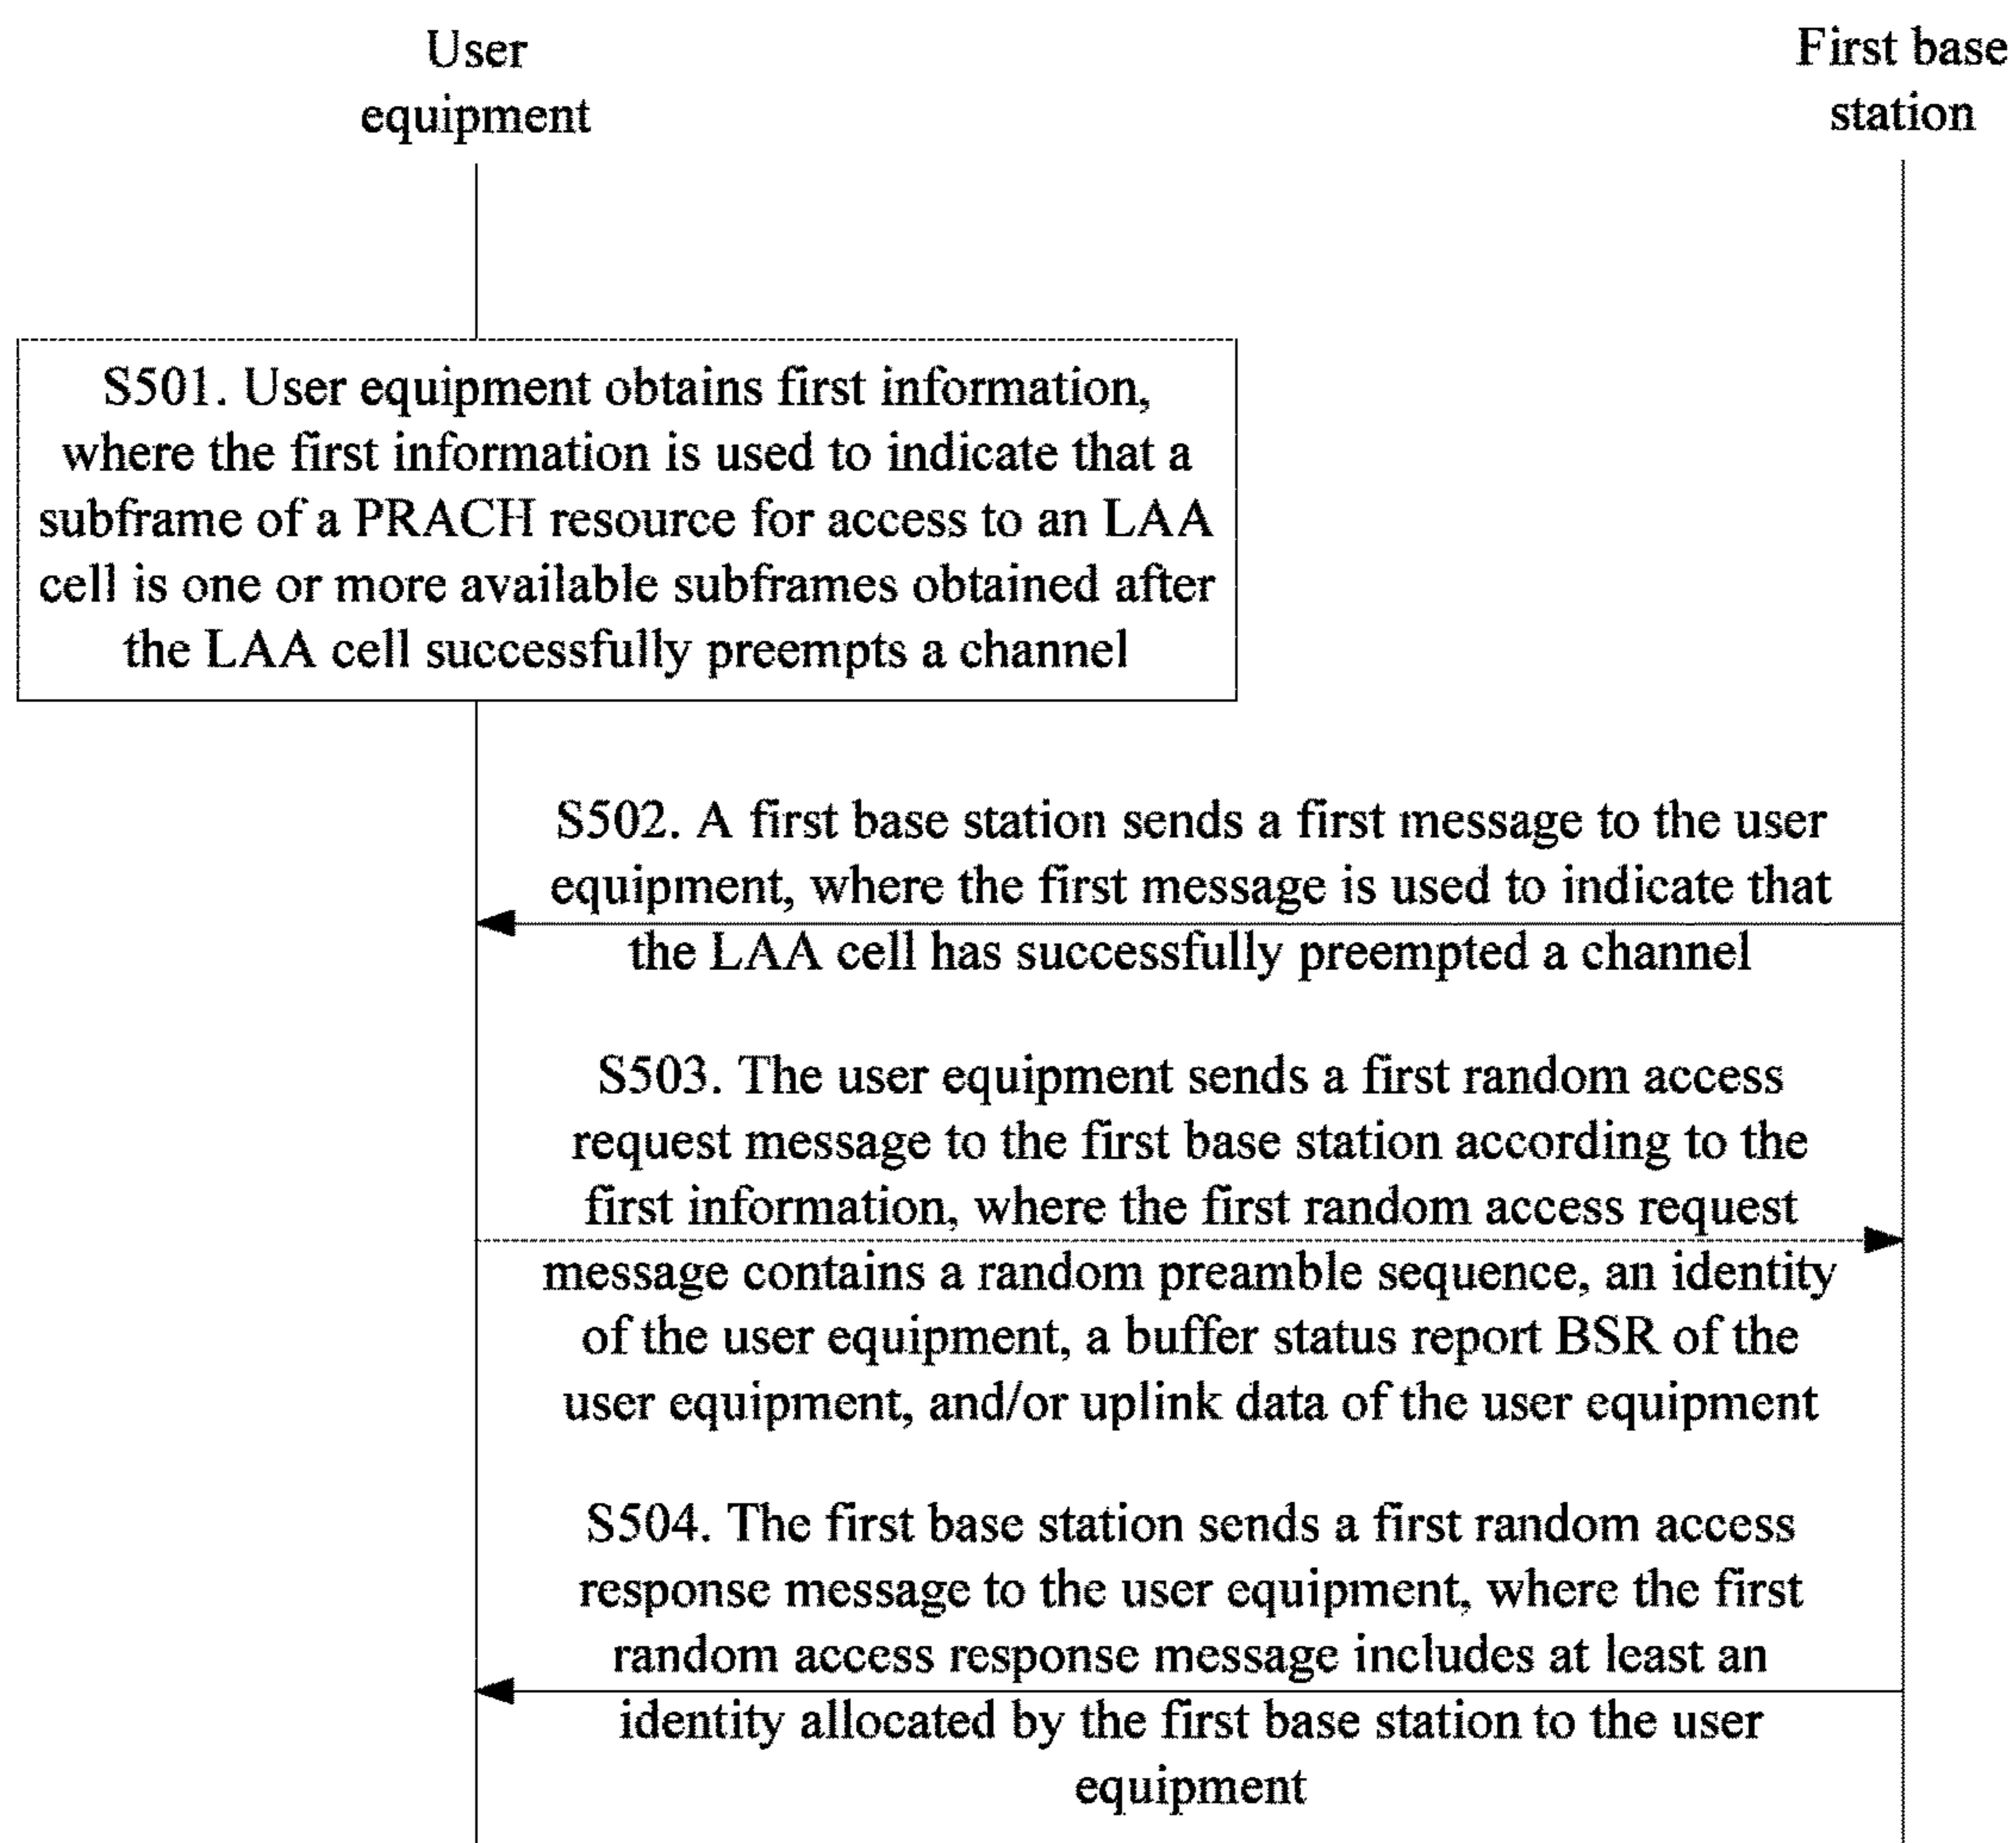 User
equipment
First base
station
S501. User equipment obtains first information,
where the first information is used to indicate that a
subframe of a PRACH resource for access to an LAA
cell is one or more available subframes obtained after
the LAA cell successfully preempts a channel
S502. A first base station sends a first message to the user
equipment, where the first message is used to indicate that
the LAA cell has successfully preempted a channel
S503. The user equipment sends a first random access
request message to the first base station according to the
first information, where the first random access request
message contains a random preamble sequence, an identity
of the user equipment, a buffer status report BSR of the
user equipment, and/or uplink data of the user equipment
S504. The first base station sends a first random access
response message to the user equipment, where the first
random access response message includes at least an
identity allocated by the first base station to the user
equipment